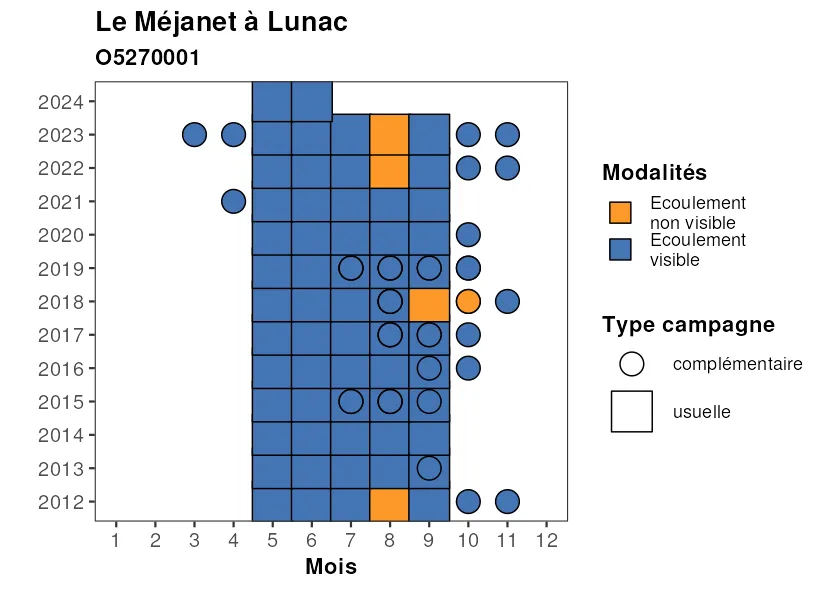 Le Méjanet à Lunac
O5270001
2024
2023
2022
2021
2020
2019
2018
2017
2016
2015
2014
2013
2012
1 2 3 4 5 6 7 8 9 10 11 12
Mois
Modalités
Ecoulement
non visible
Ecoulement
visible
Type campagne
complémentaire
usuelle